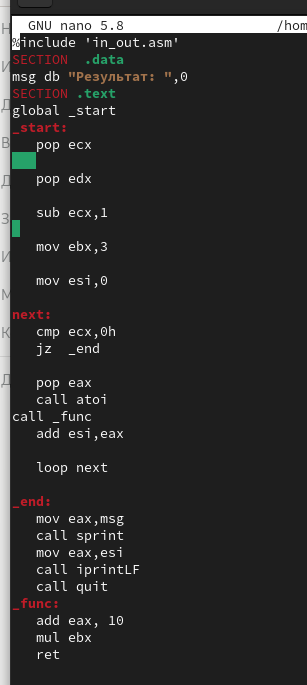 GNU nano 5.8 /hom
%include 'in_out.asm'
SECTION .data
msg db "Результат: ",0
SECTION .text
global _start
_start:
pop ecx
pop edx
sub ecx,1
mov ebx,3
mov esi,0
next:
cmp ecx,0h
jz _end
pop eax
call atoi
call _func
add esi,eax
loop next
_end:
mov eax,msg
call sprint
mov eax,esi
call iprintLF
call quit
_func:
add eax, 10
mul ebx
ret